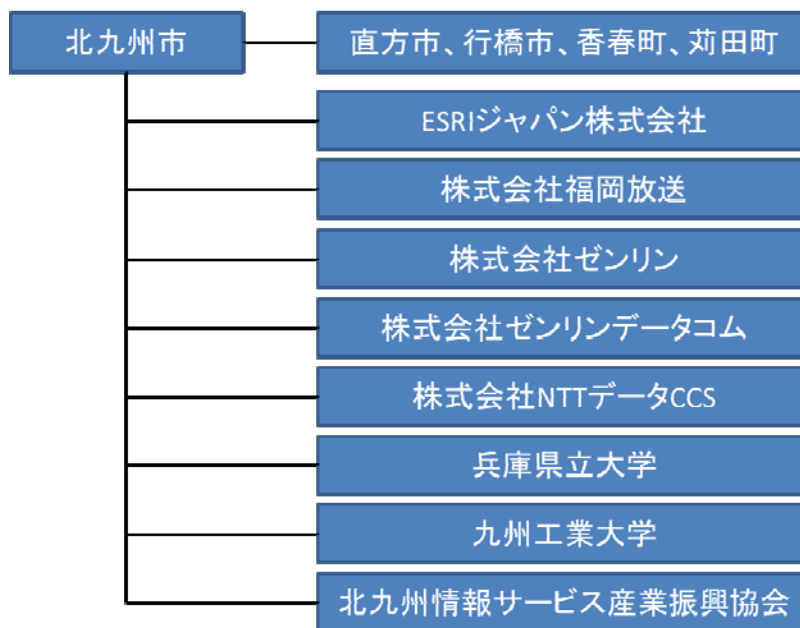 北九州市
直方市、行橋市、香春町、苅田町
ESRIジャパン株式会社
株式会社福岡放送
株式会社ゼンリン
株式会社ゼンリンデータコム
株式会社NTTデータCCS
兵庫県立大学
九州工業大学
北九州情報サービス産業振興協会